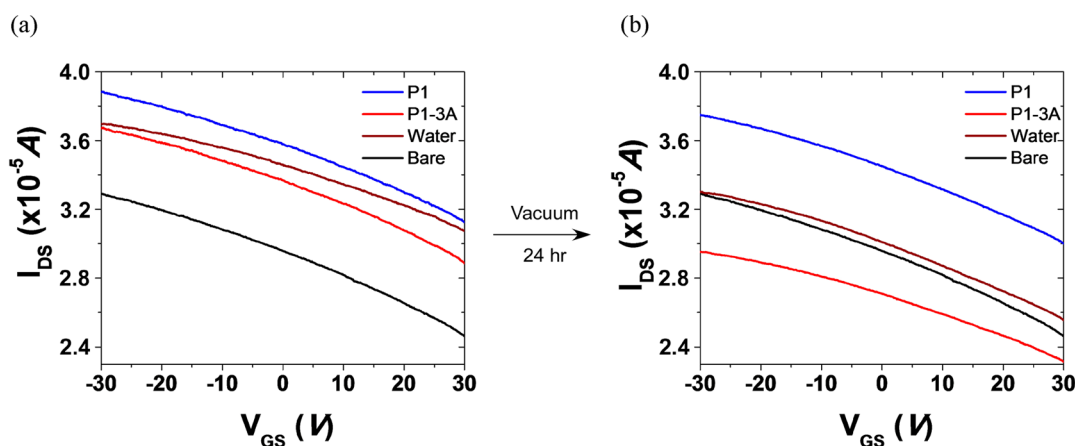 (a)
(b)
4.0
3.6
3.2
2.8
2.4
I_DS (x10^-5 A)
-30 -20 -10 0 10 20 30
V_GS (V)
P1
P1-3A
Water
Bare
Vacuum
24 hr
4.0
3.6
3.2
2.8
2.4
I_DS (x10^-5 A)
-30 -20 -10 0 10 20 30
V_GS (V)
P1
P1-3A
Water
Bare